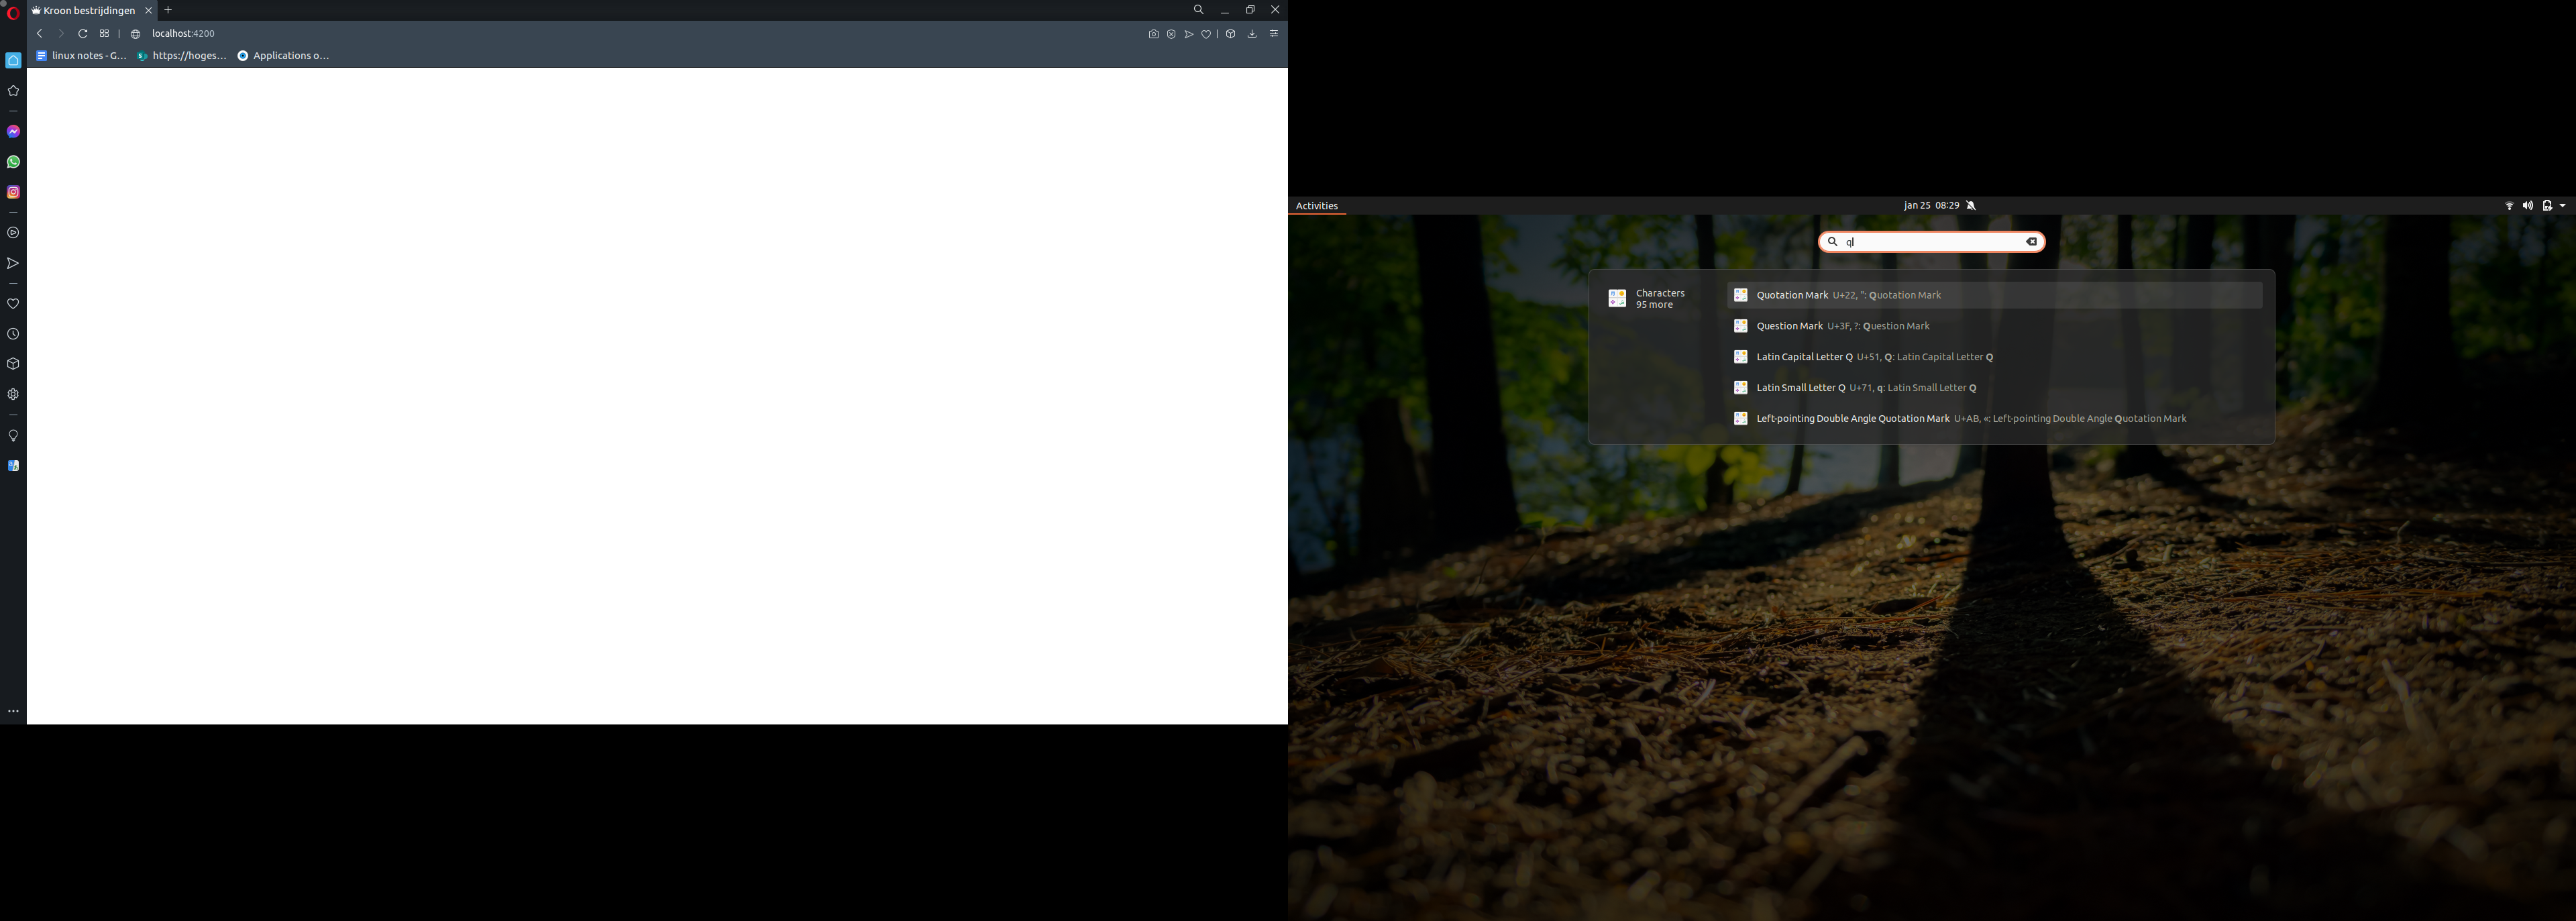 Kroon bestrijdingen
localhost:4200
linux notes - G...
https://hoges...
Applications o...
Activities
jan 25 08:29
q
Characters
95 more
Quotation Mark U+22, ": Quotation Mark
Question Mark U+3F, ?: Question Mark
Latin Capital Letter Q U+51, Q: Latin Capital Letter Q
Latin Small Letter Q U+71, q: Latin Small Letter Q
Left-pointing Double Angle Quotation Mark U+AB, «: Left-pointing Double Angle Quotation Mark